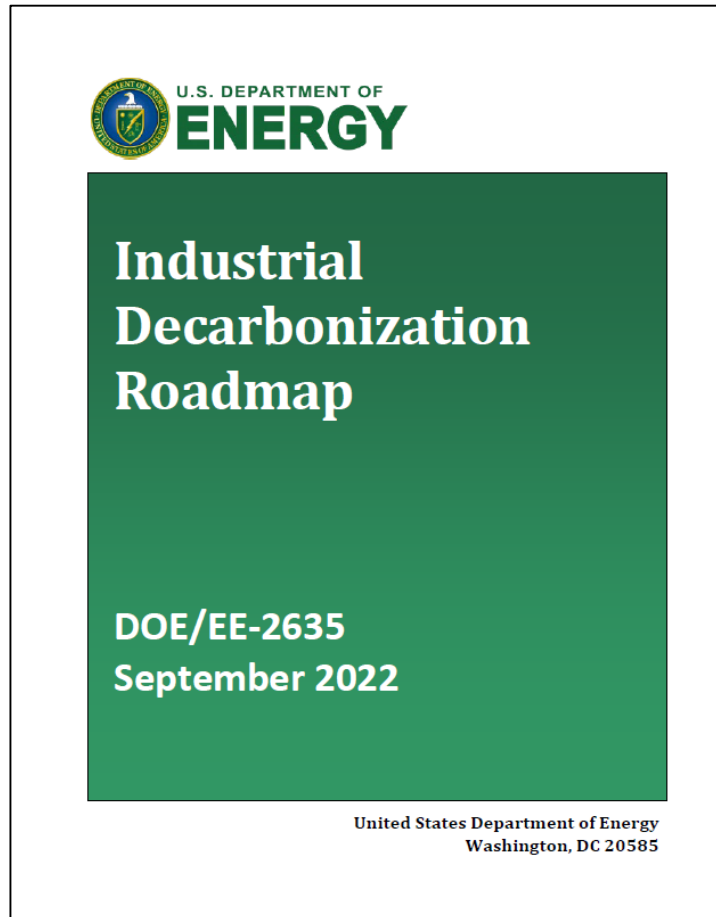 U.S. DEPARTMENT OF
ENERGY
Industrial
Decarbonization
Roadmap
DOE/EE-2635
September 2022
United States Department of Energy
Washington, DC 20585